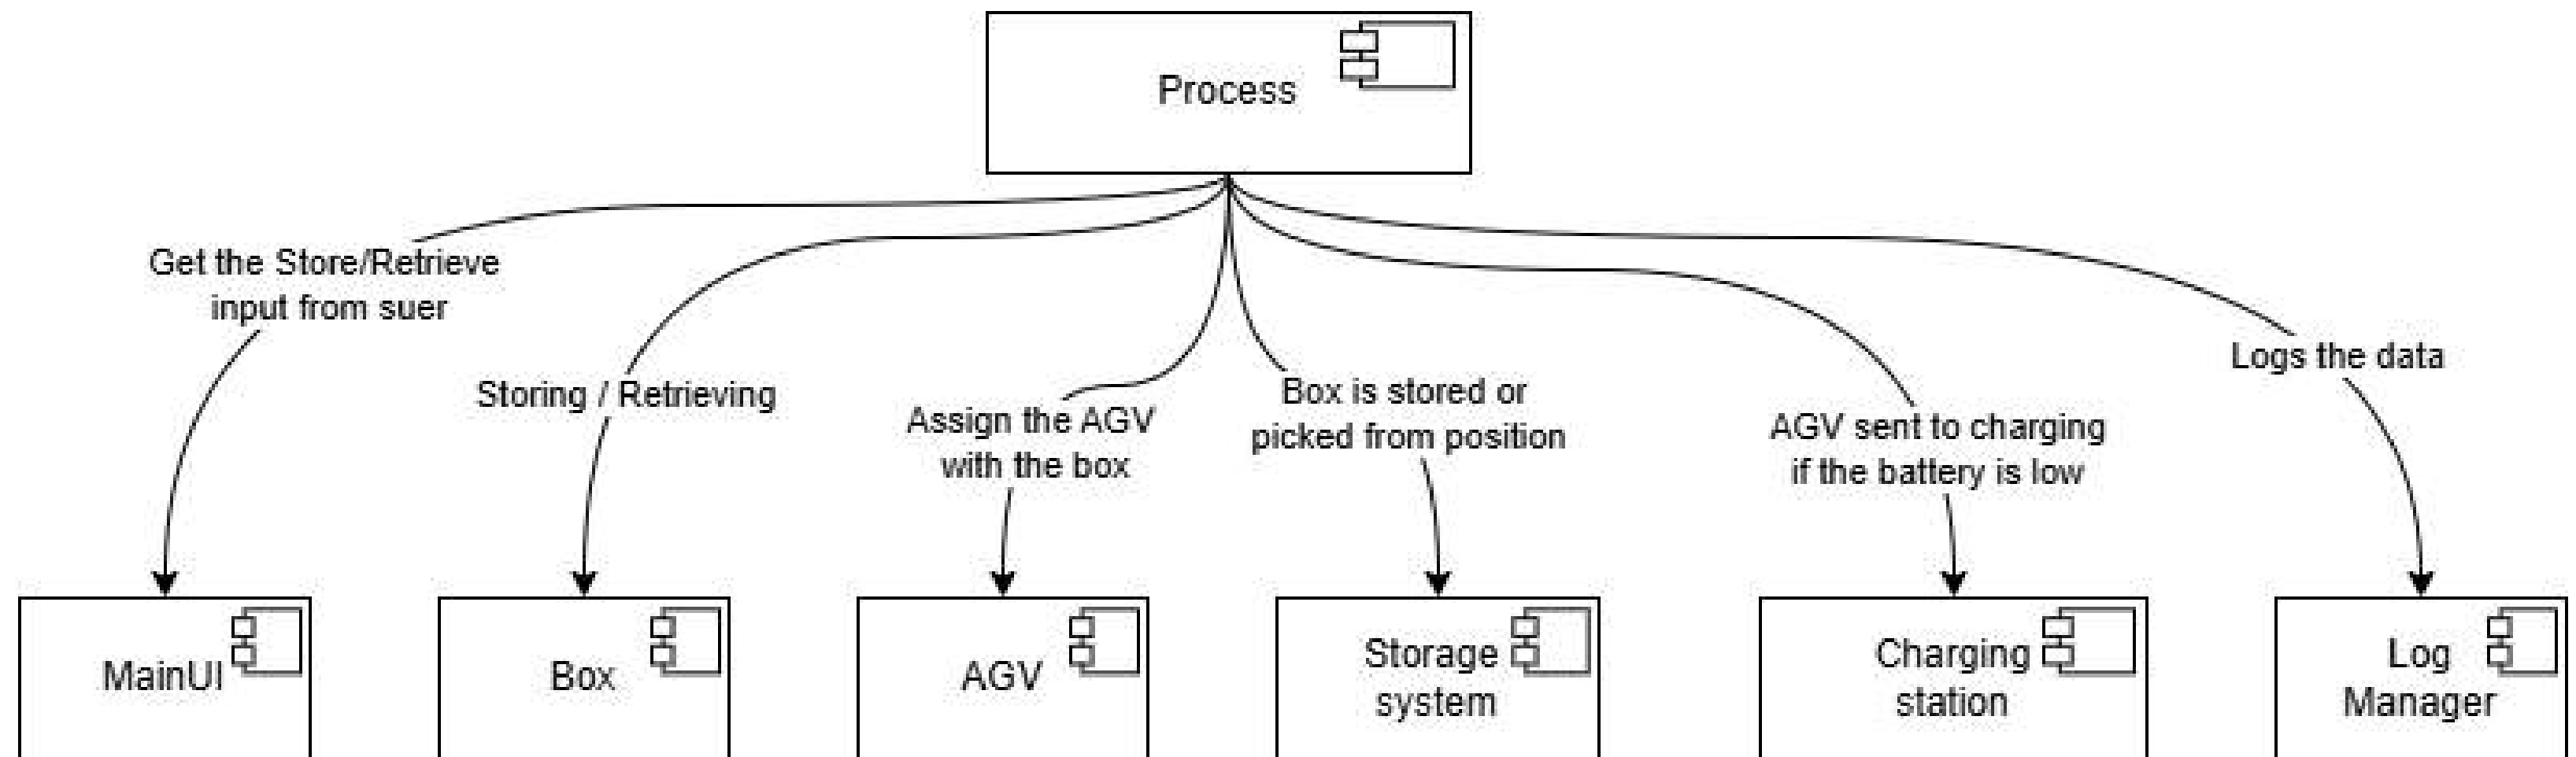 Process
Get the Store/Retrieve
input from suer
Storing / Retrieving
Assign the AGV
with the box
Box is stored or
picked from position
AGV sent to charging
if the battery is low
Logs the data
MainUI
Box
AGV
Storage
system
Charging
station
Log
Manager